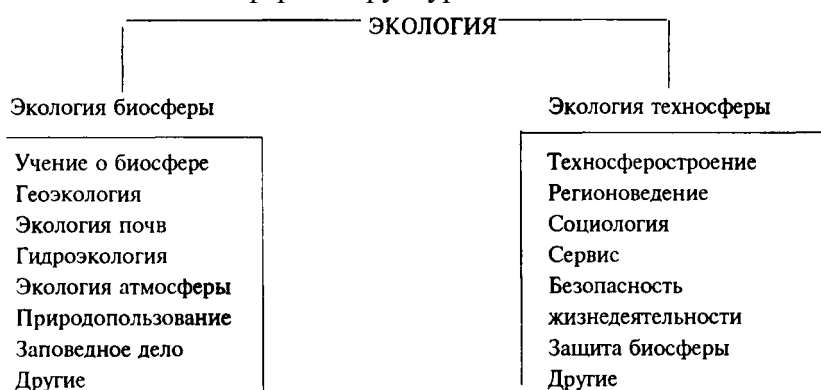 ЭКОЛОГИЯ
Экология биосферы
Учение о биосфере
Геоэкология
Экология почв
Гидроэкология
Экология атмосферы
Природопользование
Заповедное дело
Другие
Экология техносферы
Техносферостроение
Регионоведение
Социология
Сервис
Безопасность
жизнедеятельности
Защита биосферы
Другие